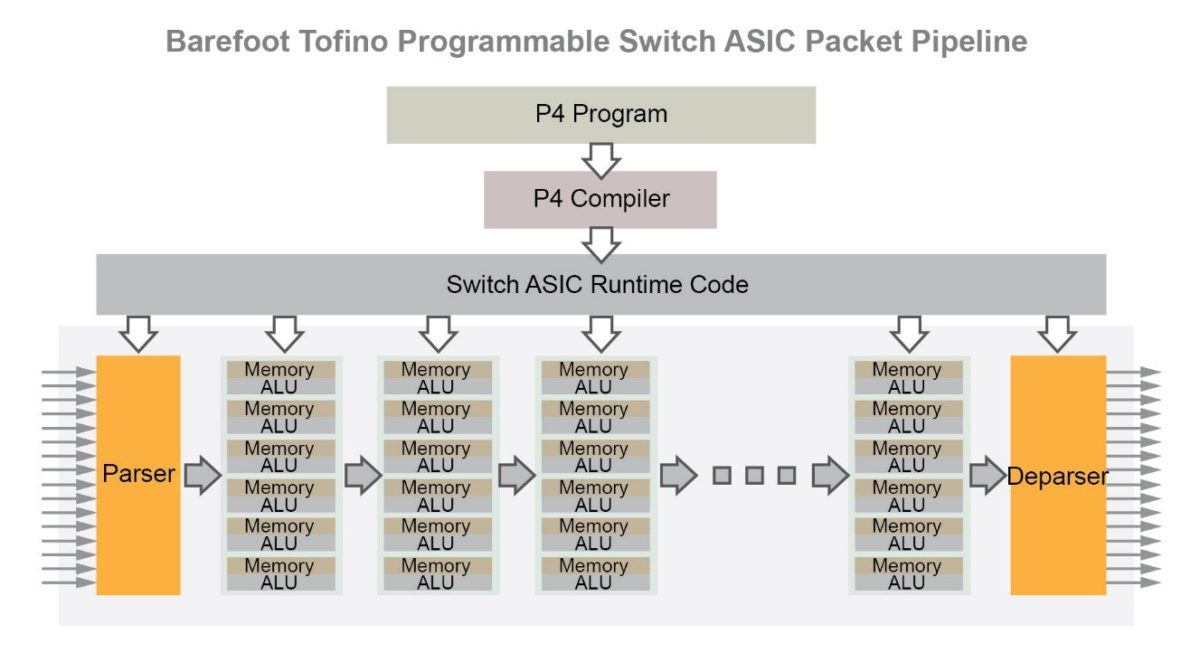 Barefoot Tofino Programmable Switch ASIC Packet Pipeline
P4 Program
P4 Compiler
Switch ASIC Runtime Code
Parser
Memory
ALU
Memory
ALU
Memory
ALU
Memory
ALU
Memory
ALU
Memory
ALU
Memory
ALU
Memory
ALU
Memory
ALU
Memory
ALU
Memory
ALU
Memory
ALU
Memory
ALU
Memory
ALU
Memory
ALU
Memory
ALU
Memory
ALU
Memory
ALU
Memory
ALU
Memory
ALU
Memory
ALU
Memory
ALU
Memory
ALU
Memory
ALU
Deparser